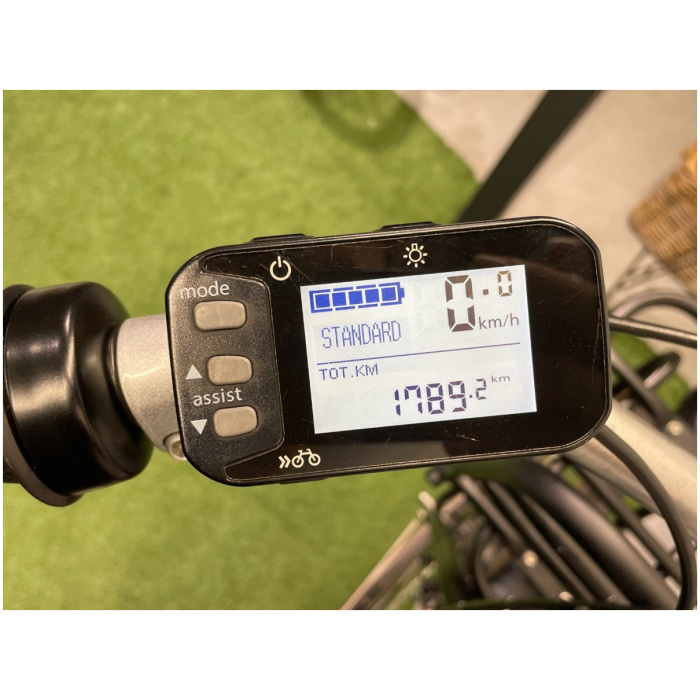 mode
assist
STANDARD
0.0 km/h
TOT.KM
1789.2 km